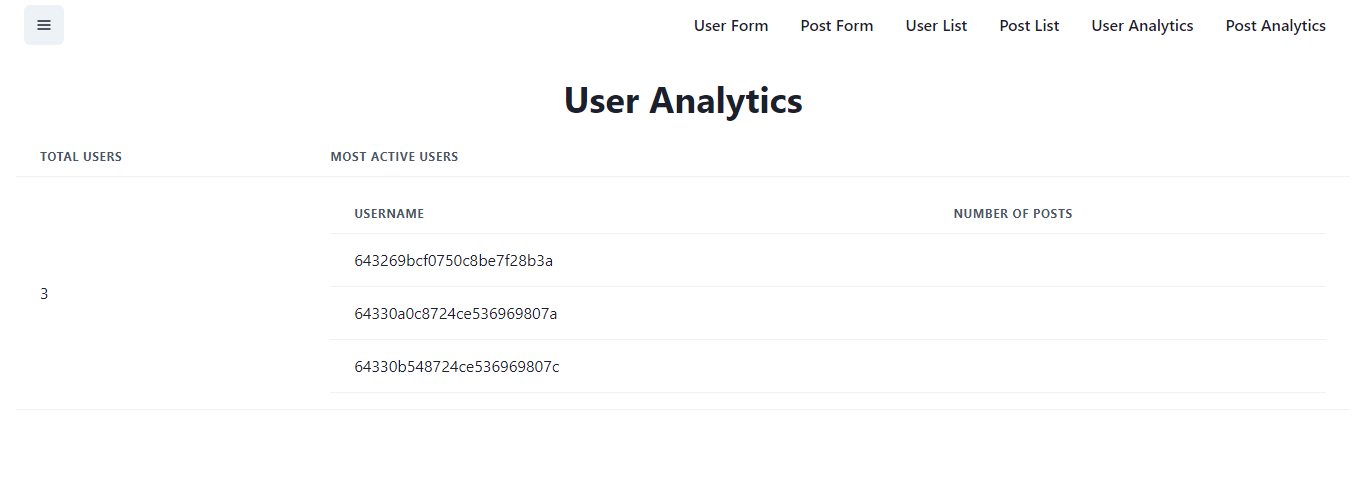 User Form Post Form User List Post List User Analytics Post Analytics
User Analytics
TOTAL USERS MOST ACTIVE USERS
USERNAME NUMBER OF POSTS
643269bcf0750c8be7f28b3a
3
64330a0c8724ce536969807a
64330b548724ce536969807c